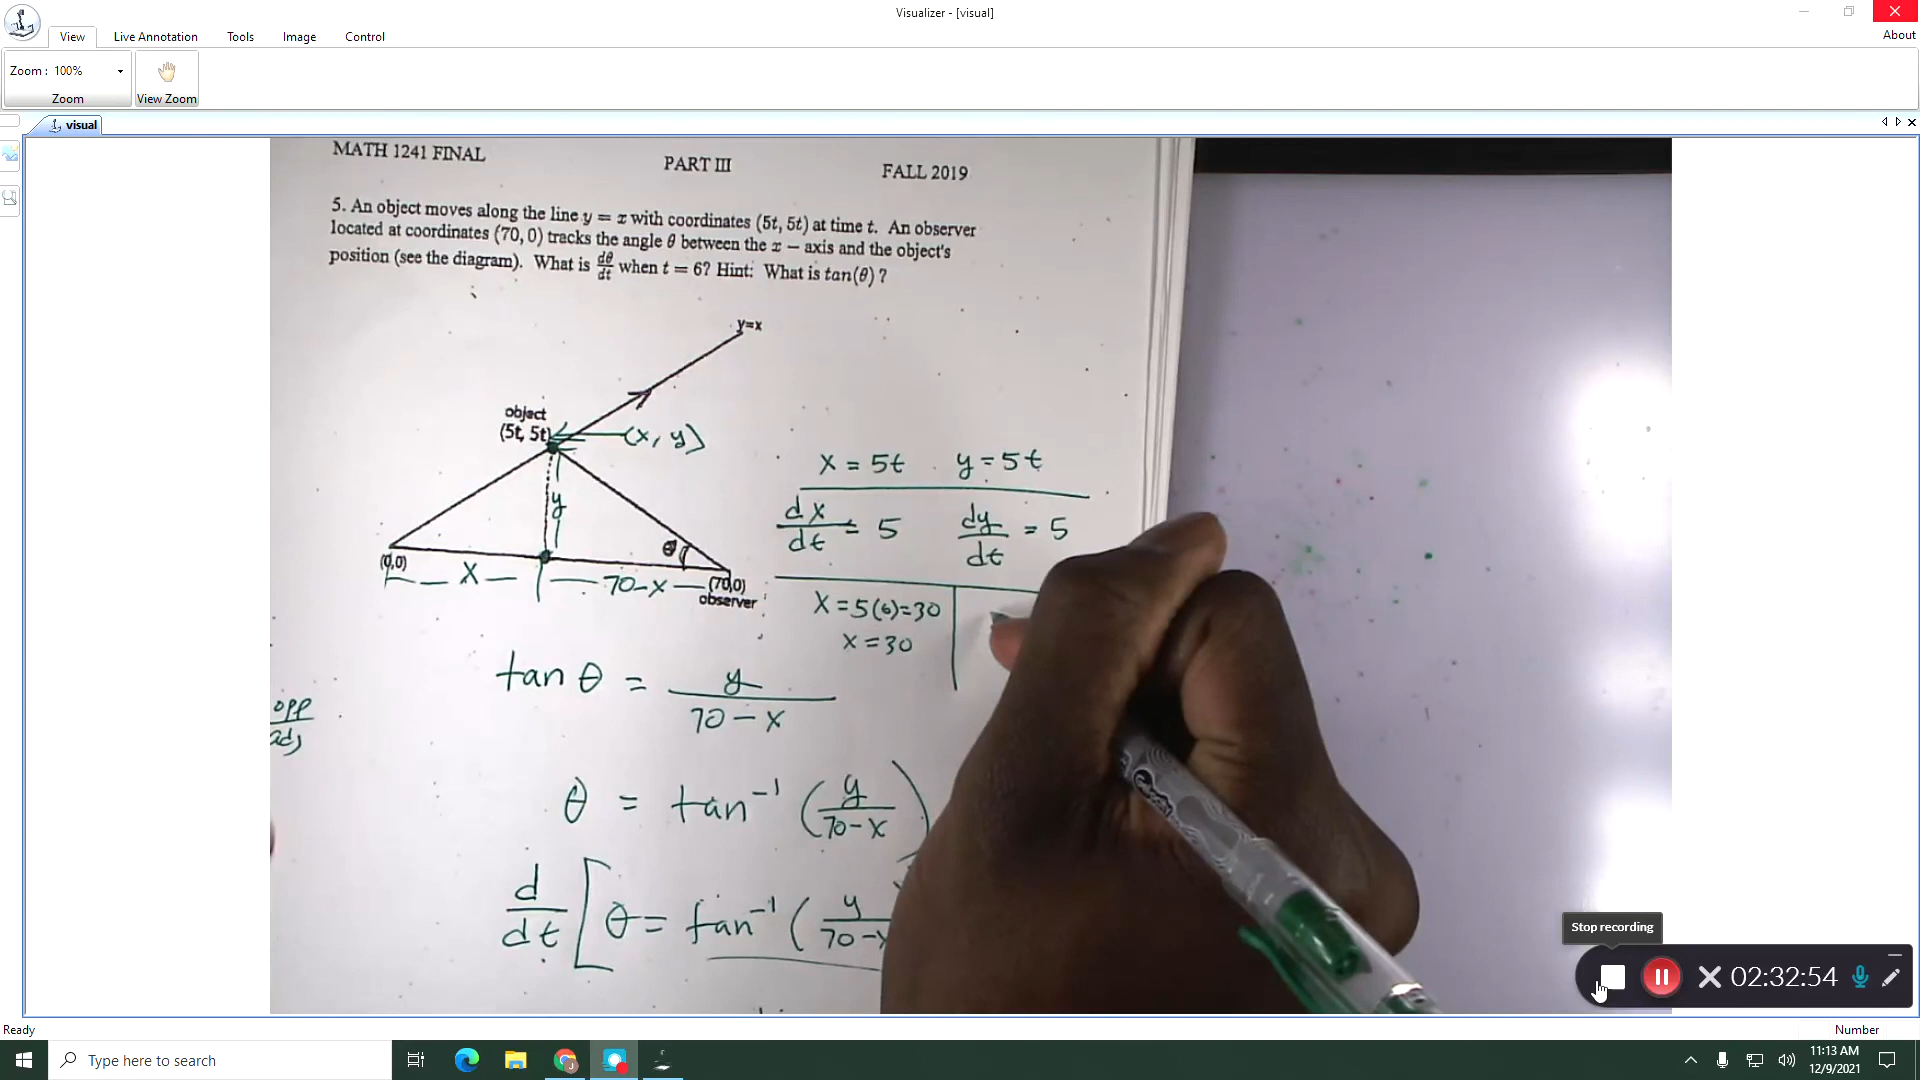 Visualizer - [visual]
View Live Annotation Tools Image Control About
Zoom : 100%
Zoom View Zoom
visual
MATH 1241 FINAL PART III FALL 2019
5. An object moves along the line y = x with coordinates (5t, 5t) at time t. An observer
located at coordinates (70, 0) tracks the angle θ between the x − axis and the object's
position (see the diagram). What is dθ/dt when t = 6? Hint: What is tan(θ) ?
y=x
object
(5t, 5t)
(x, y)
y
θ
(0,0)
x
70-x
(70,0)
observer
x = 5t y = 5t
dx/dt = 5 dy/dt = 5
x = 5(6) = 30
x = 30
tan θ = y/(70 - x)
opp/adj
θ = tan⁻¹ (y/(70-x))
d/dt [θ = tan⁻¹ (y/(70-x
Stop recording
02:32:54
Ready Number
Type here to search
11:13 AM
12/9/2021